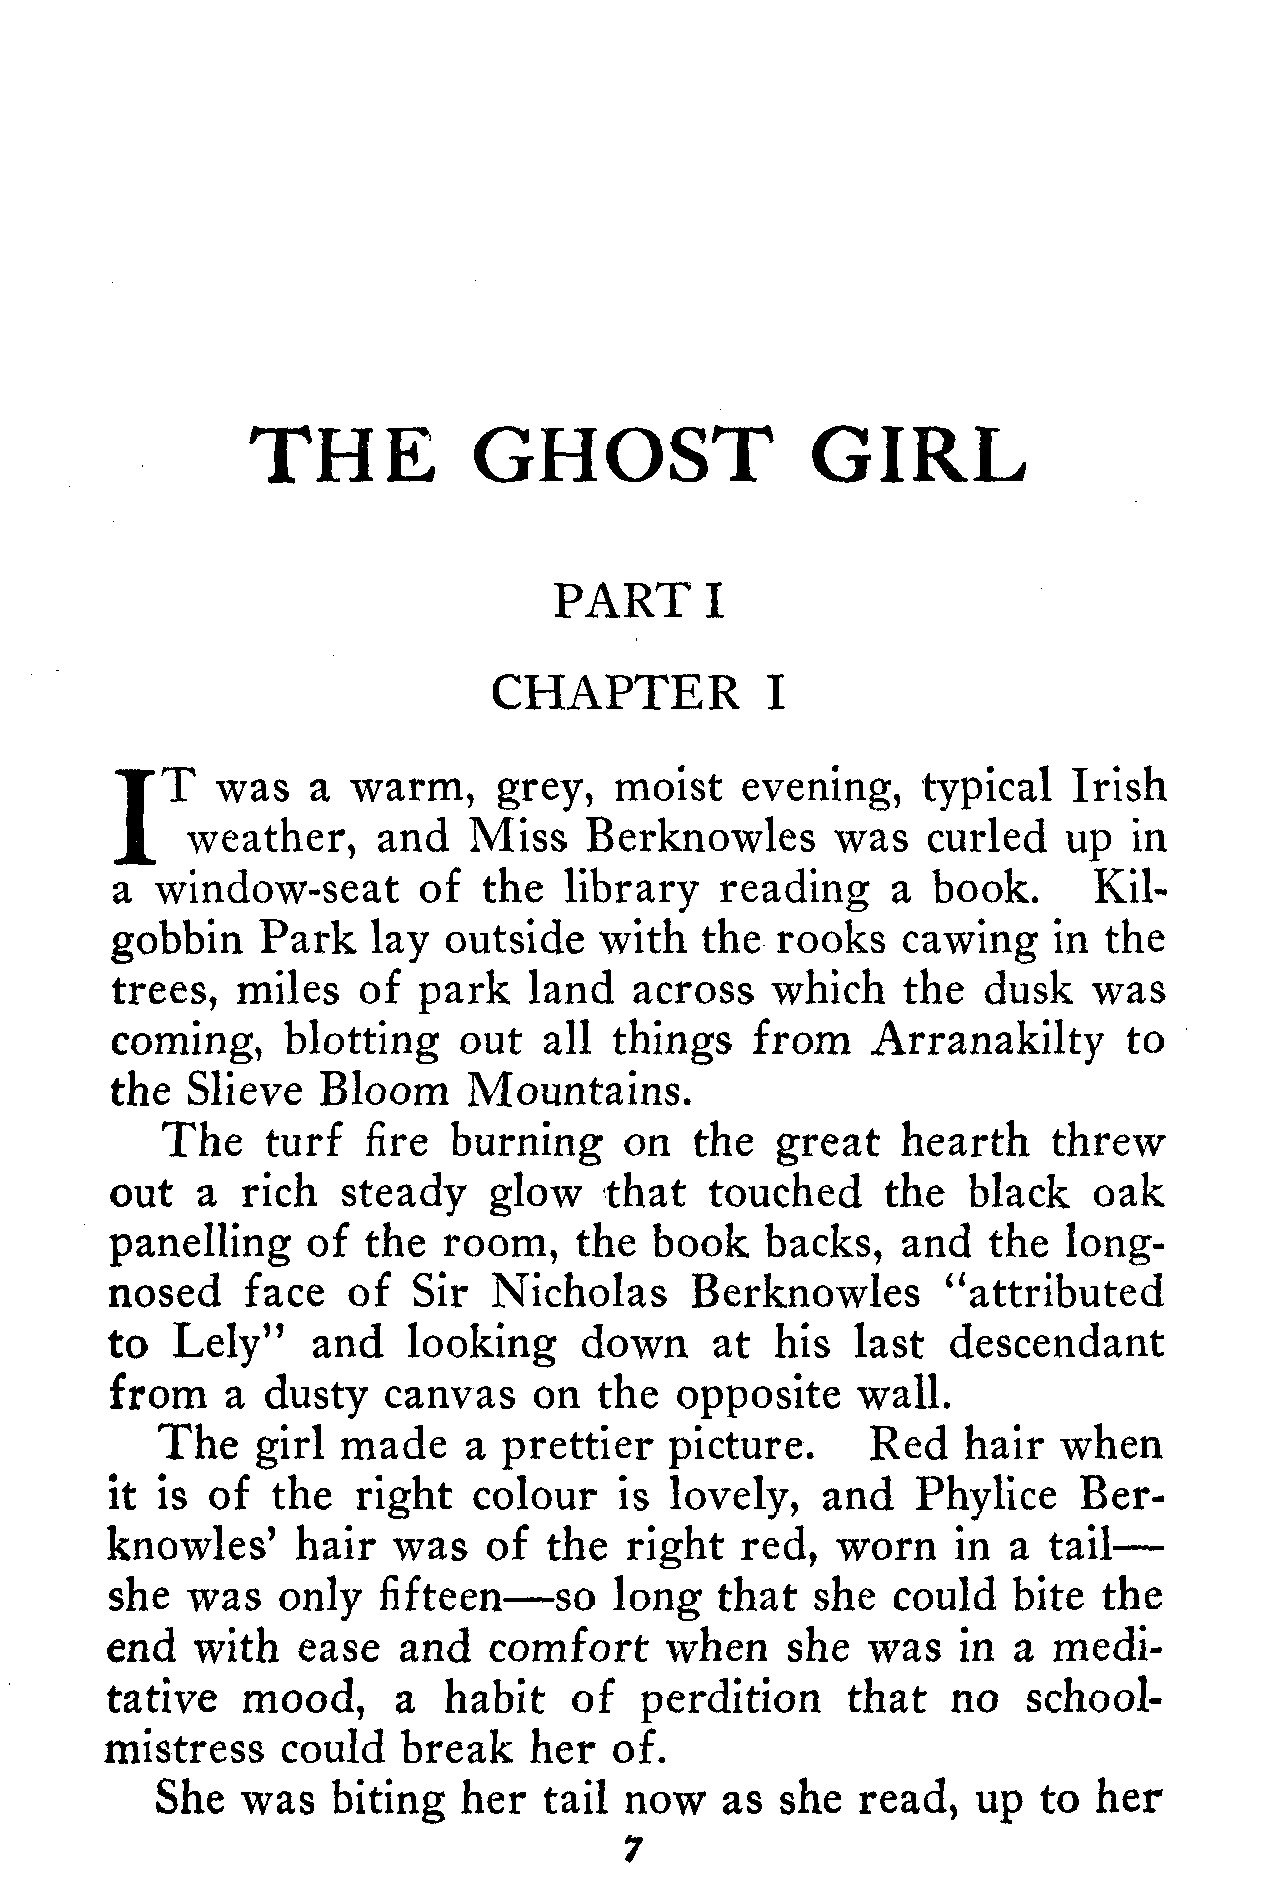 THE GHOST GIRL
PART I
CHAPTER I
IT was a warm, grey, moist evening, typical Irish
weather, and Miss Berknowles was curled up in
a window-seat of the library reading a book. Kil-
gobbin Park lay outside with the rooks cawing in the
trees, miles of park land across which the dusk was
coming, blotting out all things from Arranakilty to
the Slieve Bloom Mountains.
The turf fire burning on the great hearth threw
out a rich steady glow that touched the black oak
panelling of the room, the book backs, and the long-
nosed face of Sir Nicholas Berknowles “attributed
to Lely” and looking down at his last descendant
from a dusty canvas on the opposite wall.
The girl made a prettier picture. Red hair when
it is of the right colour is lovely, and Phylice Ber-
knowles’ hair was of the right red, worn in a tail—
she was only fifteen—so long that she could bite the
end with ease and comfort when she was in a medi-
tative mood, a habit of perdition that no school-
mistress could break her of.
She was biting her tail now as she read, up to her
7